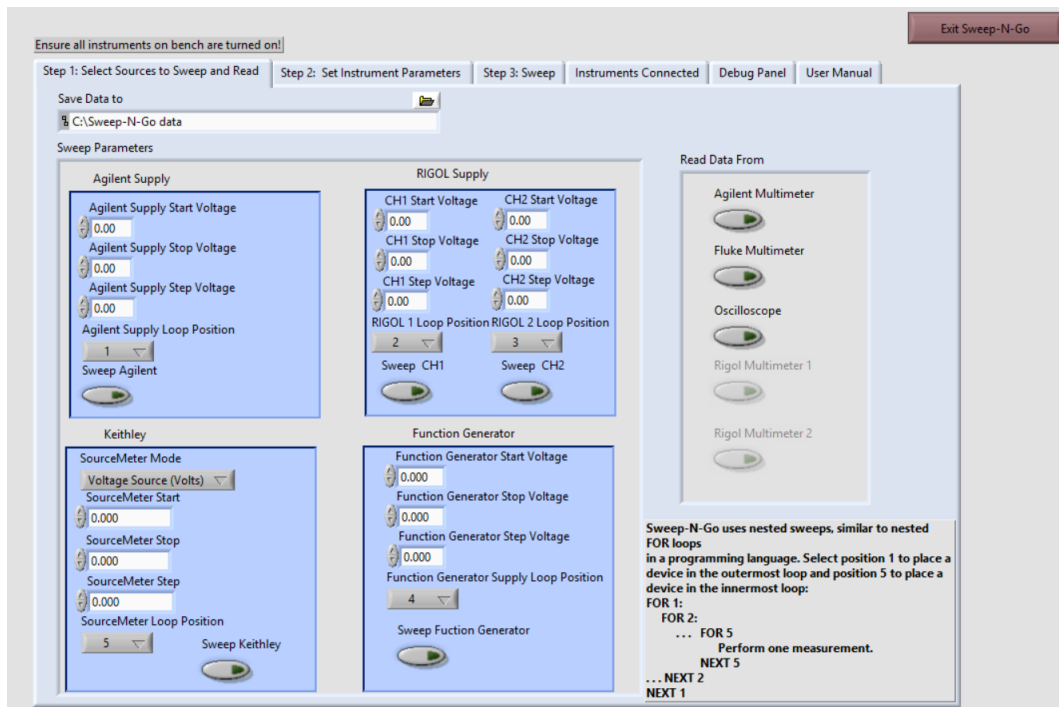 Exit Sweep-N-Go
Ensure all instruments on bench are turned on!
Step 1: Select Sources to Sweep and Read
Step 2: Set Instrument Parameters
Step 3: Sweep
Instruments Connected
Debug Panel
User Manual
Save Data to
C:\Sweep-N-Go data
Sweep Parameters
Agilent Supply
Agilent Supply Start Voltage
0.00
Agilent Supply Stop Voltage
0.00
Agilent Supply Step Voltage
0.00
Agilent Supply Loop Position
1
Sweep Agilent
RIGOL Supply
CH1 Start Voltage
0.00
CH1 Stop Voltage
0.00
CH1 Step Voltage
0.00
RIGOL 1 Loop Position
2
Sweep CH1
CH2 Start Voltage
0.00
CH2 Stop Voltage
0.00
CH2 Step Voltage
0.00
RIGOL 2 Loop Position
3
Sweep CH2
Keithley
SourceMeter Mode
Voltage Source (Volts)
SourceMeter Start
0.000
SourceMeter Stop
0.000
SourceMeter Step
0.000
SourceMeter Loop Position
5
Sweep Keithley
Function Generator
Function Generator Start Voltage
0.000
Function Generator Stop Voltage
0.000
Function Generator Step Voltage
0.000
Function Generator Supply Loop Position
4
Sweep Fuction Generator
Read Data From
Agilent Multimeter
Fluke Multimeter
Oscilloscope
Rigol Multimeter 1
Rigol Multimeter 2
Sweep-N-Go uses nested sweeps, similar to nested
FOR loops
in a programming language. Select position 1 to place a
device in the outermost loop and position 5 to place a
device in the innermost loop:
FOR 1:
FOR 2:
... FOR 5
Perform one measurement.
NEXT 5
... NEXT 2
NEXT 1